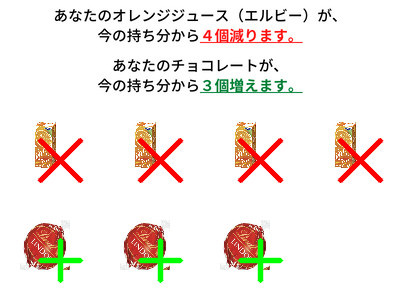 あなたのオレンジジュース（エルビー）が、
今の持ち分から４個減ります。
あなたのチョコレートが、
今の持ち分から３個増えます。